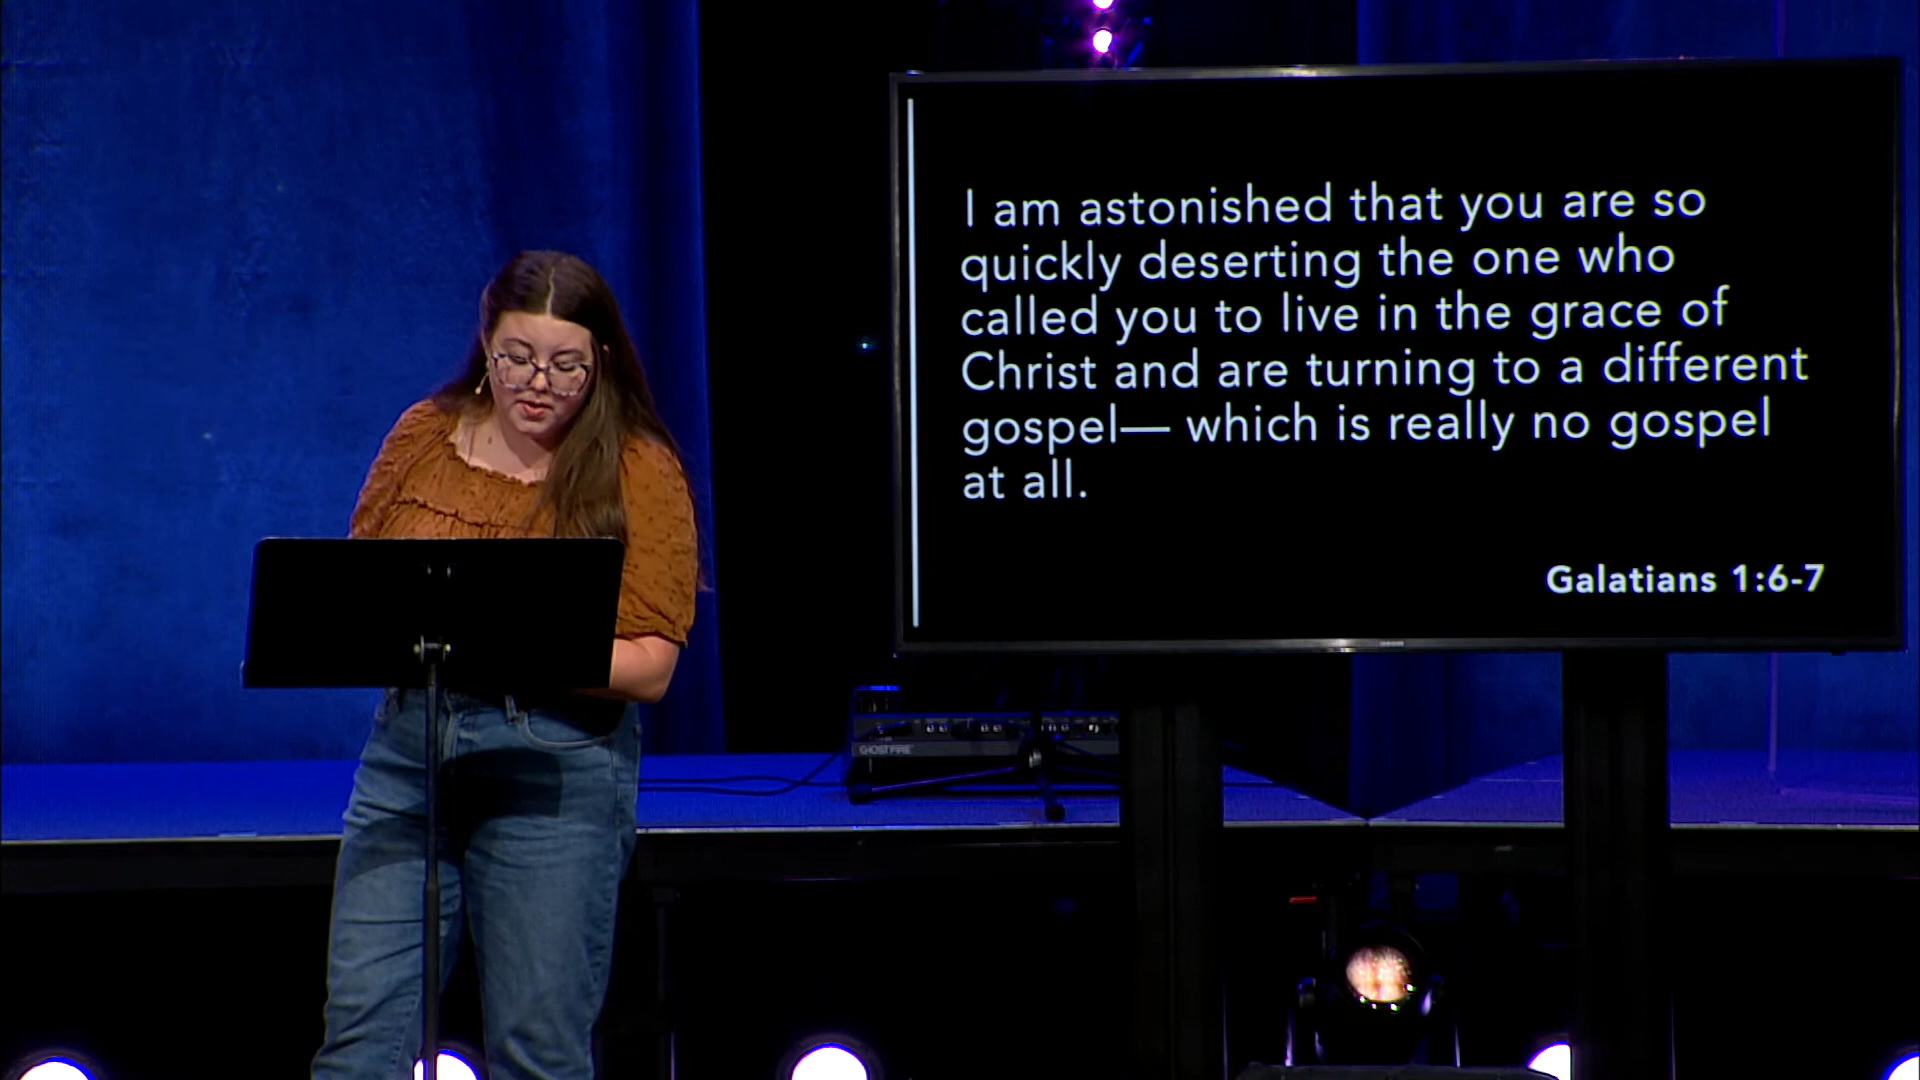 I am astonished that you are so
quickly deserting the one who
called you to live in the grace of
Christ and are turning to a different
gospel— which is really no gospel
at all.
Galatians 1:6-7
GHOSTFIRE